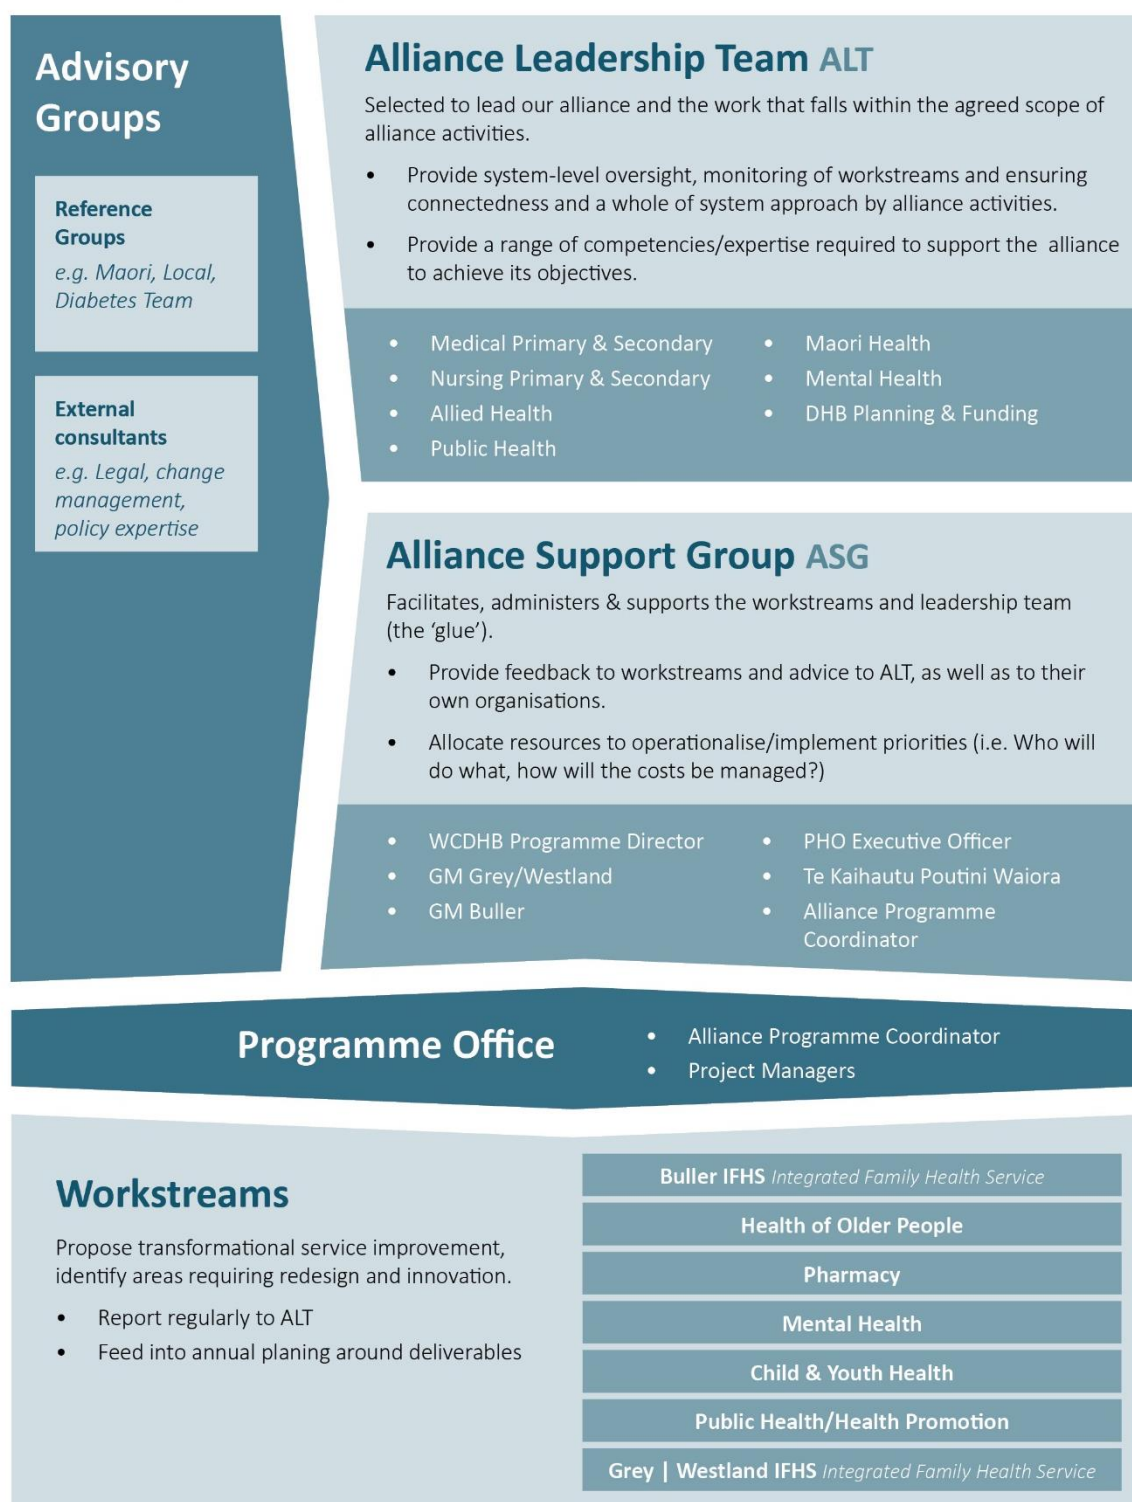 Advisory
Groups
Reference
Groups
e.g. Maori, Local,
Diabetes Team
External
consultants
e.g. Legal, change
management,
policy expertise
Alliance Leadership Team ALT
Selected to lead our alliance and the work that falls within the agreed scope of
alliance activities.
• Provide system-level oversight, monitoring of workstreams and ensuring
connectedness and a whole of system approach by alliance activities.
• Provide a range of competencies/expertise required to support the alliance
to achieve its objectives.
• Medical Primary & Secondary
• Nursing Primary & Secondary
• Allied Health
• Public Health
• Maori Health
• Mental Health
• DHB Planning & Funding
Alliance Support Group ASG
Facilitates, administers & supports the workstreams and leadership team
(the ‘glue’).
• Provide feedback to workstreams and advice to ALT, as well as to their
own organisations.
• Allocate resources to operationalise/implement priorities (i.e. Who will
do what, how will the costs be managed?)
• WCDHB Programme Director
• GM Grey/Westland
• GM Buller
• PHO Executive Officer
• Te Kaihautu Poutini Waiora
• Alliance Programme
Coordinator
Programme Office
• Alliance Programme Coordinator
• Project Managers
Workstreams
Propose transformational service improvement,
identify areas requiring redesign and innovation.
• Report regularly to ALT
• Feed into annual planing around deliverables
Buller IFHS Integrated Family Health Service
Health of Older People
Pharmacy
Mental Health
Child & Youth Health
Public Health/Health Promotion
Grey | Westland IFHS Integrated Family Health Service